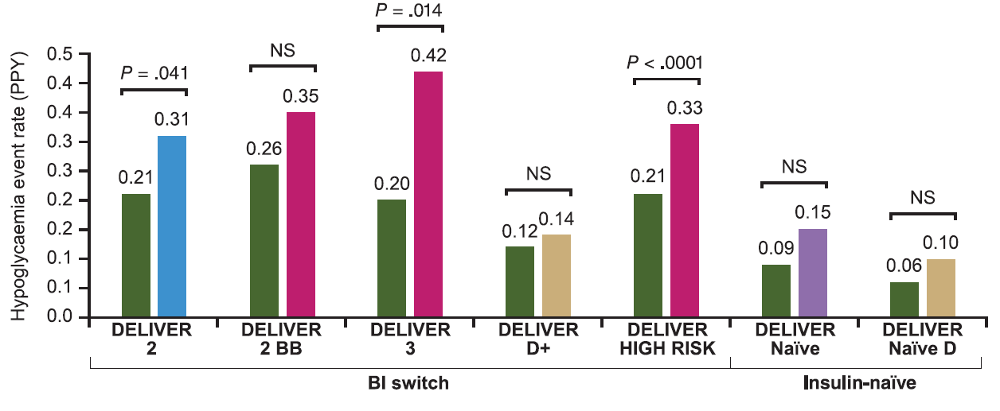 Hypoglycaemia event rate (PPY)
0.5
0.4
0.4
0.3
0.3
0.2
0.2
0.1
0.1
0.0
P = .041
0.21
0.31
NS
0.26
0.35
P = .014
0.20
0.42
NS
0.12
0.14
P < .0001
0.21
0.33
NS
0.09
0.15
NS
0.06
0.10
DELIVER
2
DELIVER
2 BB
DELIVER
3
DELIVER
D+
DELIVER
HIGH RISK
DELIVER
Naïve
DELIVER
Naïve D
BI switch
Insulin-naïve